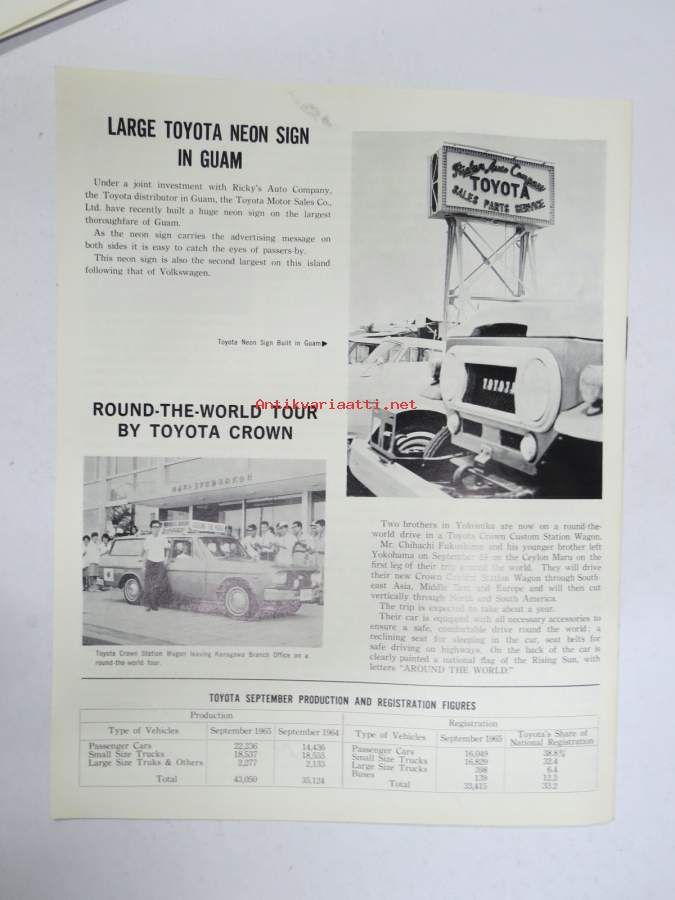 LARGE TOYOTA NEON SIGN
IN GUAM
Under a joint investment with Ricky's Auto Company,
the Toyota distributor in Guam, the Toyota Motor Sales Co.,
Ltd. have recently built a huge neon sign on the largest
thoroughfare of Guam.
As the neon sign carries the advertising message on
both sides it is easy to catch the eyes of passers-by.
This neon sign is also the second largest on this island
following that of Volkswagen.
Toyota Neon Sign Built in Guam▶
Auto Company
TOYOTA
SALES PARTS SERVICE
TOYOTA
Antikvariaatti.net
ROUND-THE-WORLD TOUR
BY TOYOTA CROWN
Toyota Crown Station Wagon leaving Kanagawa Branch Office on a
round-the world tour.
Two brothers in Yokosuka are now on a round-the-
world drive in a Toyota Crown Custom Station Wagon.
Mr. Chihachi Fukushima and his younger brother left
Yokohama on September on the Ceylon Maru on the
first leg of their trip around the world. They will drive
their new Crown Custom Station Wagon through South-
east Asia, Middle East and Europe and will then cut
vertically through North and South America.
The trip is expected to take about a year.
Their car is equipped with all necessary accessories to
ensure a safe, comfortable drive round the world: a
reclining seat for sleeping in the car, seat belts for
safe driving on highways. On the back of the car is
clearly painted a national flag of the Rising Sun, with
letters "AROUND THE WORLD."
TOYOTA SEPTEMBER PRODUCTION AND REGISTRATION FIGURES
Production
Type of Vehicles September 1965 September 1964
Passenger Cars 22,236 14,436
Small Size Trucks 18,537 18,555
Large Size Truks & Others 2,277 2,133
Total 43,050 35,124
Registration
Type of Vehicles September 1965 Toyota's Share of
National Registration
Passenger Cars 16,049 38.8%
Small Size Trucks 16,829 32.4
Large Size Trucks 398 6.4
Buses 139 12.2
Total 33,415 33.2